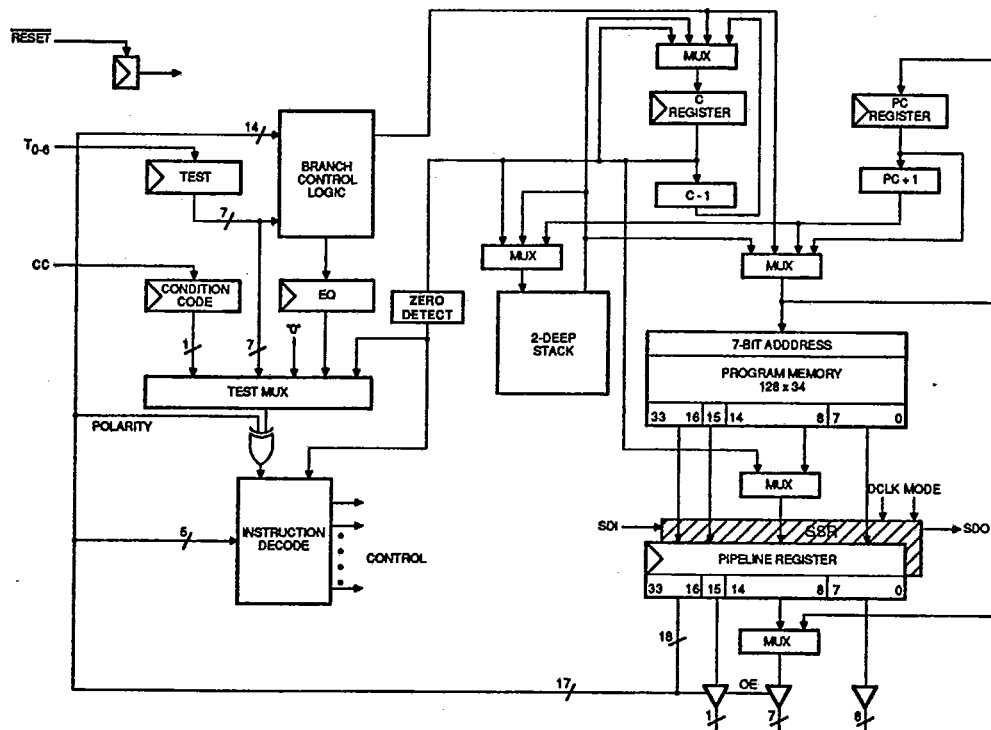 RESET
MUX
C
REGISTER
PC
REGISTER
14
T0-6
TEST
BRANCH
CONTROL
LOGIC
C - 1
PC + 1
7
MUX
MUX
CC
CONDITION
CODE
EQ
ZERO
DETECT
2-DEEP
STACK
1
7
"0"
7-BIT ADDDRESS
PROGRAM MEMORY
128 x 34
TEST MUX
33 16 15 14 8 7 0
POLARITY
MUX
DCLK MODE
SDI
SSR
SDO
INSTRUCTION
DECODE
5
CONTROL
PIPELINE REGISTER
33 16 15 14 8 7 0
18
MUX
17
OE
1
7
8